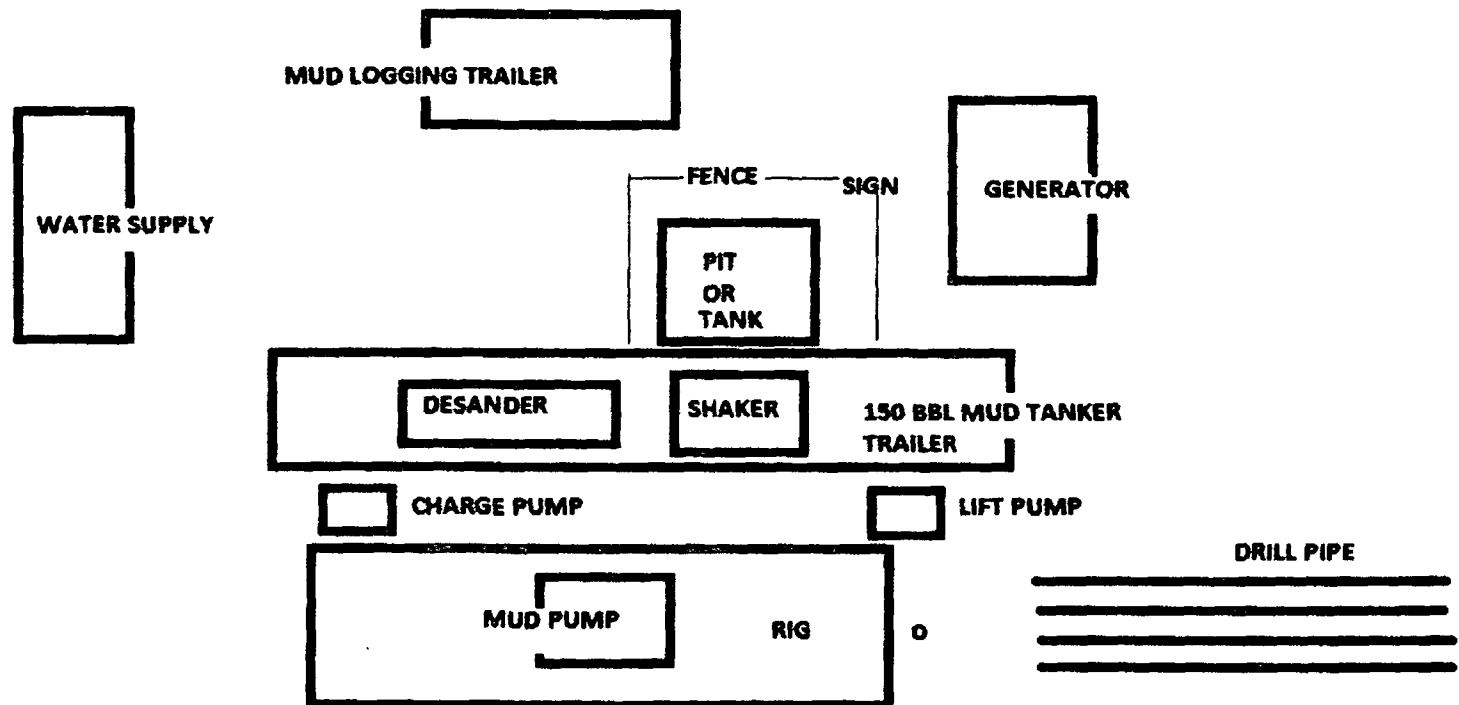 MUD LOGGING TRAILER
FENCE
SIGN
GENERATOR
WATER SUPPLY
PIT
OR
TANK
DESANDER
SHAKER
150 BBL MUD TANKER
TRAILER
CHARGE PUMP
LIFT PUMP
DRILL PIPE
MUD PUMP
RIG
O